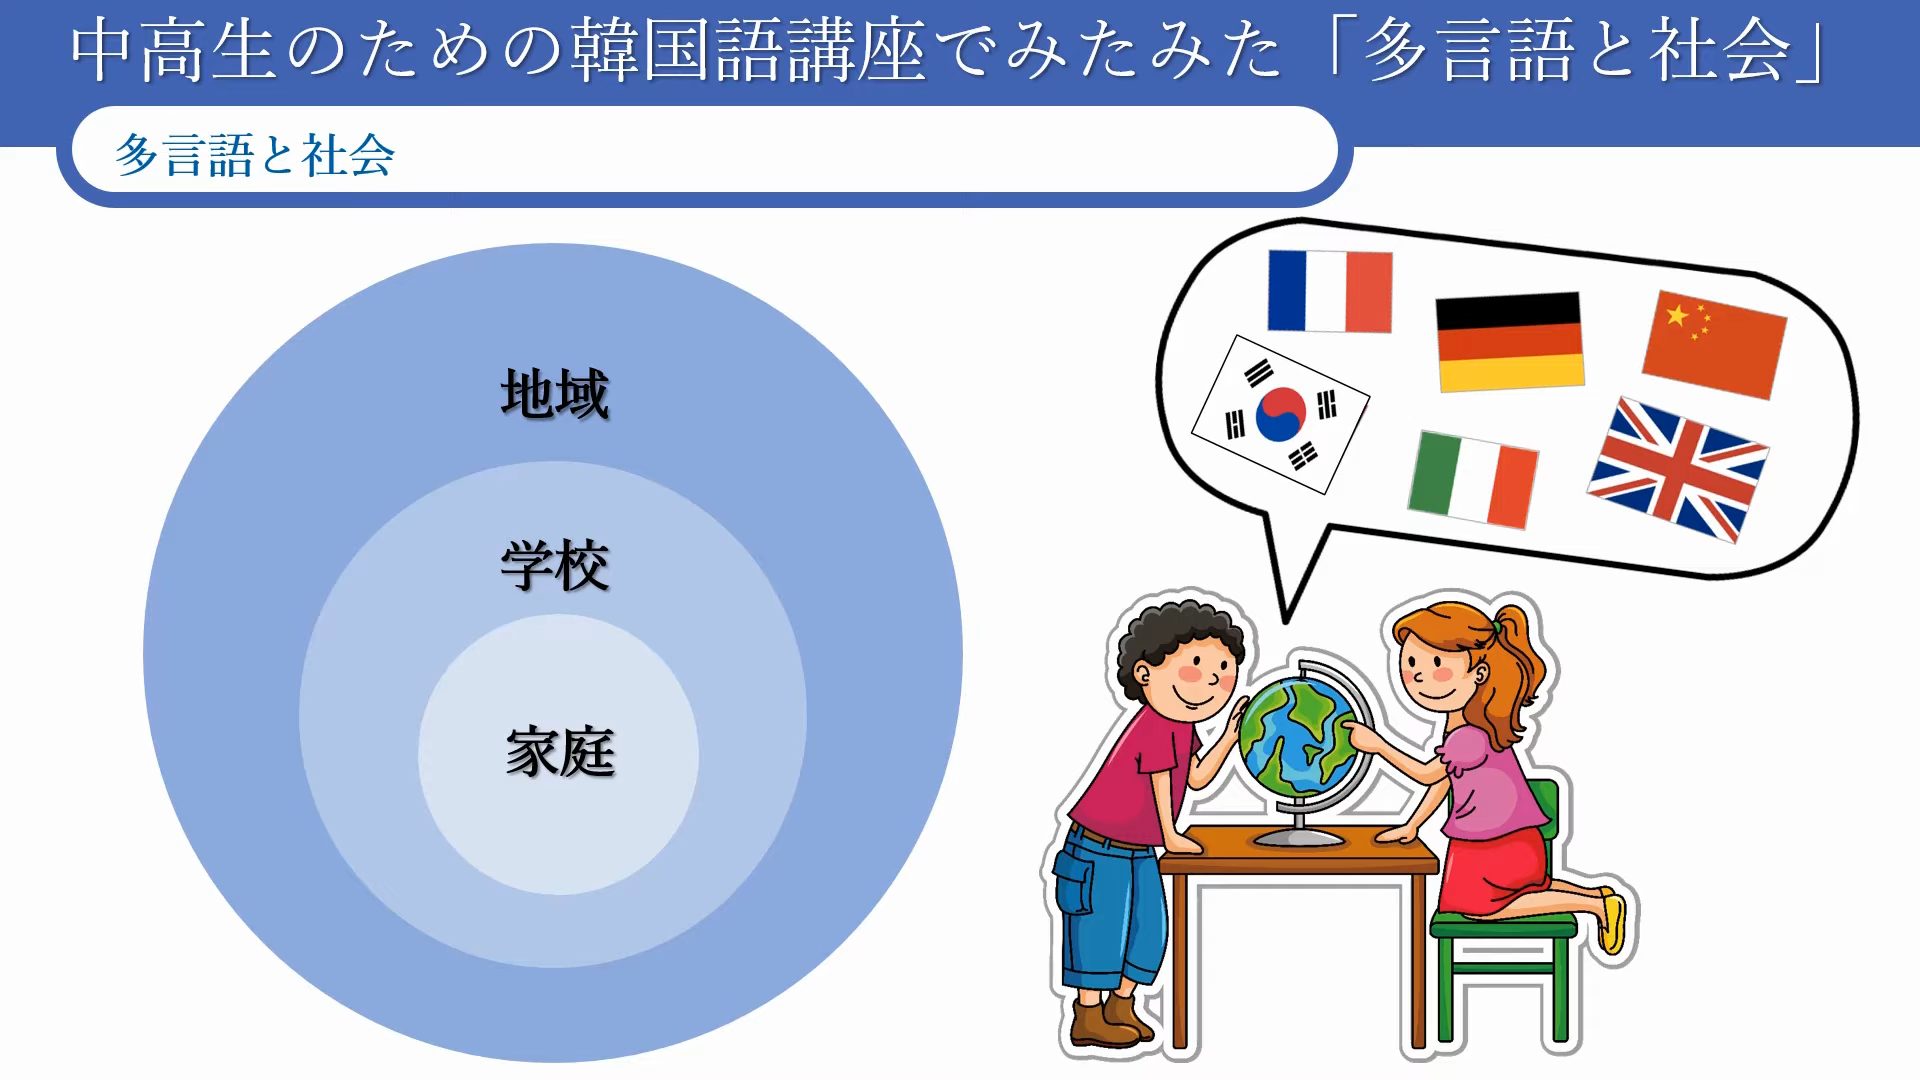 中高生のための韓国語講座でみたみた「多言語と社会」
多言語と社会
地域
学校
家庭